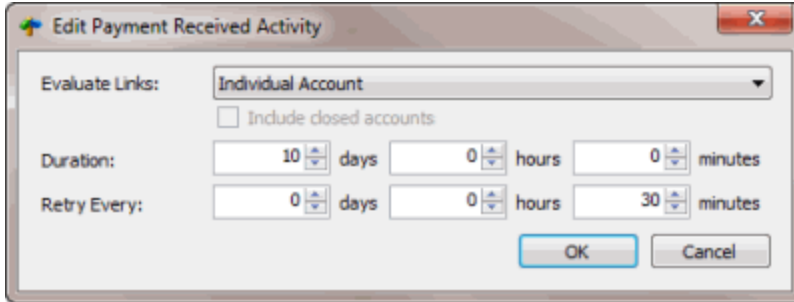 Edit Payment Received Activity
Evaluate Links: Individual Account
Include closed accounts
Duration: 10 days 0 hours 0 minutes
Retry Every: 0 days 0 hours 30 minutes
OK Cancel